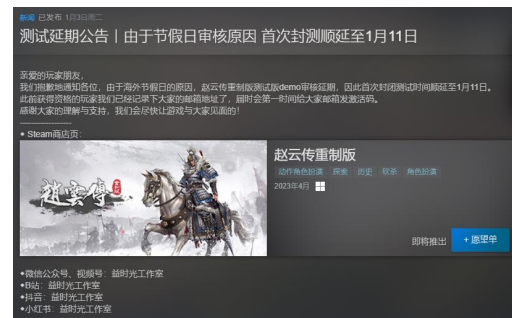 新闻 已发布 1月3日周二
测试延期公告丨由于节假日审核原因 首次封测顺延至1月11日
亲爱的玩家朋友，
我们抱歉地通知各位，由于海外节假日的原因，赵云传重制版测试版demo审核延期，因此首次封闭测试时间顺延至1月11日。
此前获得资格的玩家我们已经记录下大家的邮箱地址了，届时会第一时间给大家邮箱发激活码。
感谢大家的理解与支持，我们会尽快让游戏与大家见面的！
◆ Steam商店页：
趙雲傳
重制版
赵云传重制版
动作角色扮演 探索 历史 砍杀 角色扮演
2023年4月
即将推出 +愿望单
◆微信公众号、视频号：益时光工作室
◆B站：益时光工作室
◆抖音：益时光工作室
◆小红书：益时光工作室